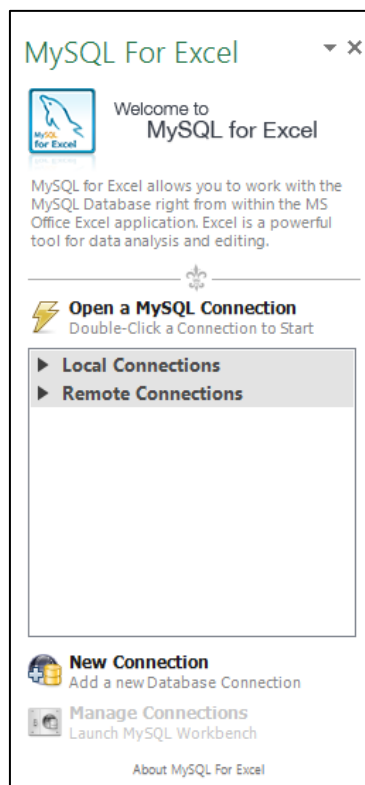 MySQL For Excel
Welcome to
MySQL for Excel
MySQL
for Excel
MySQL for Excel allows you to work with the
MySQL Database right from within the MS
Office Excel application. Excel is a powerful
tool for data analysis and editing.
Open a MySQL Connection
Double-Click a Connection to Start
Local Connections
Remote Connections
New Connection
Add a new Database Connection
Manage Connections
Launch MySQL Workbench
About MySQL For Excel